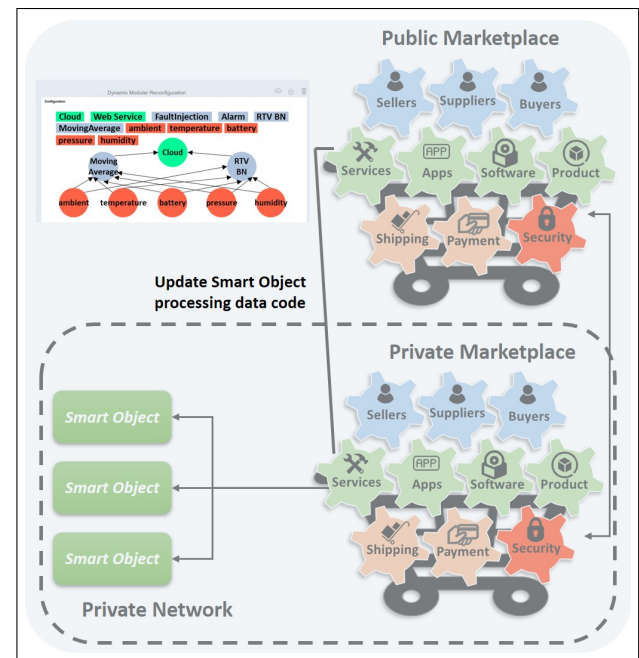 Public Marketplace
Dynamic Modular Reconfiguration
Configuration
Cloud Web Service FaultInjection Alarm RTV BN
MovingAverage ambient temperature battery
pressure humidity
Cloud
Moving
Average
RTV
BN
ambient temperature battery pressure humidity
Sellers Suppliers Buyers
Services APP Apps Software Product
Shipping Payment Security
Update Smart Object
processing data code
Private Marketplace
Sellers Suppliers Buyers
Smart Object
Services APP Apps Software Product
Smart Object
Shipping Payment Security
Smart Object
Private Network